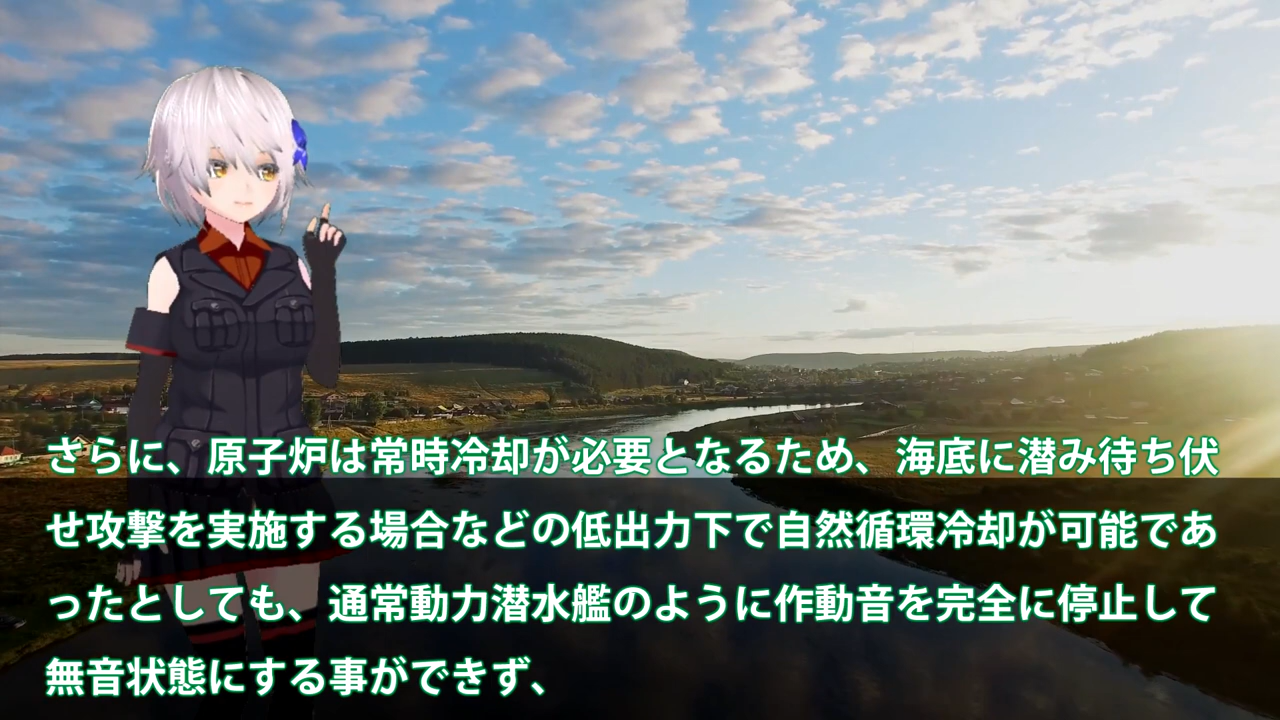 さらに、原子炉は常時冷却が必要となるため、海底に潜み待ち伏
せ攻撃を実施する場合などの低出力下で自然循環冷却が可能であ
ったとしても、通常動力潜水艦のように作動音を完全に停止して
無音状態にする事ができず、